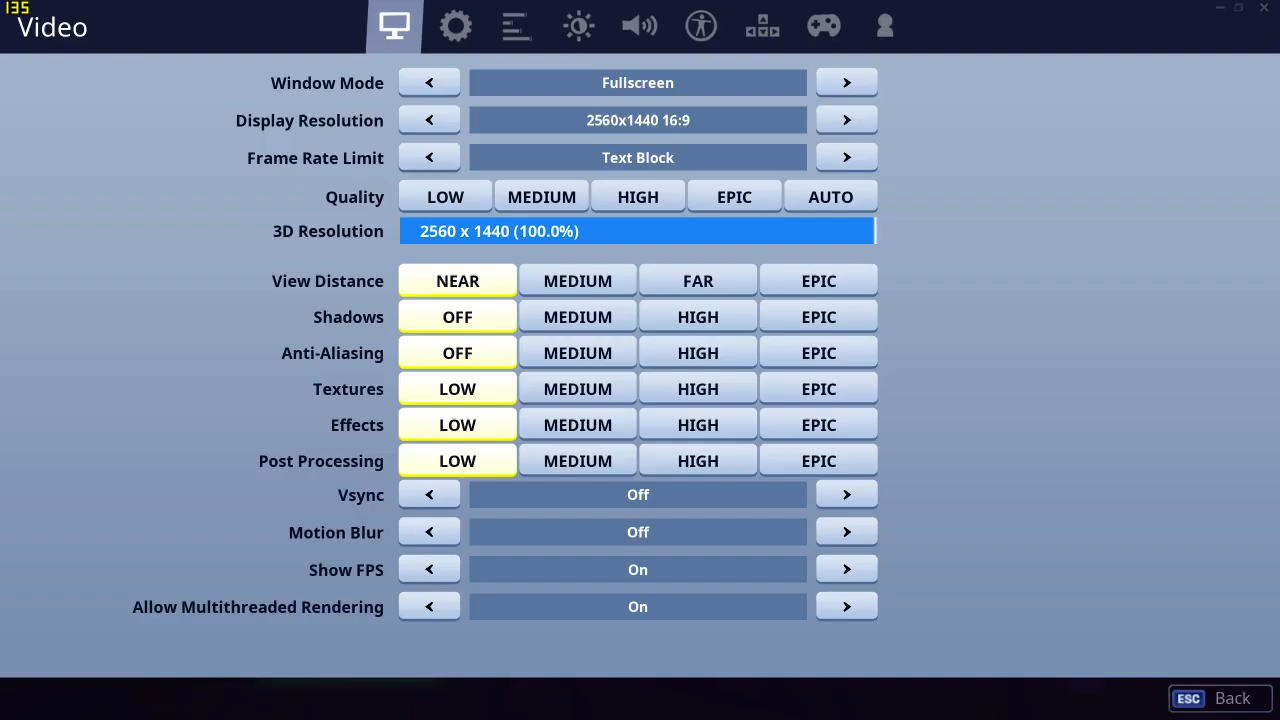 135
Video
Window Mode < Fullscreen >
Display Resolution < 2560x1440 16:9 >
Frame Rate Limit < Text Block >
Quality LOW MEDIUM HIGH EPIC AUTO
3D Resolution 2560 x 1440 (100.0%)
View Distance NEAR MEDIUM FAR EPIC
Shadows OFF MEDIUM HIGH EPIC
Anti-Aliasing OFF MEDIUM HIGH EPIC
Textures LOW MEDIUM HIGH EPIC
Effects LOW MEDIUM HIGH EPIC
Post Processing LOW MEDIUM HIGH EPIC
Vsync < Off >
Motion Blur < Off >
Show FPS < On >
Allow Multithreaded Rendering < On >
ESC Back